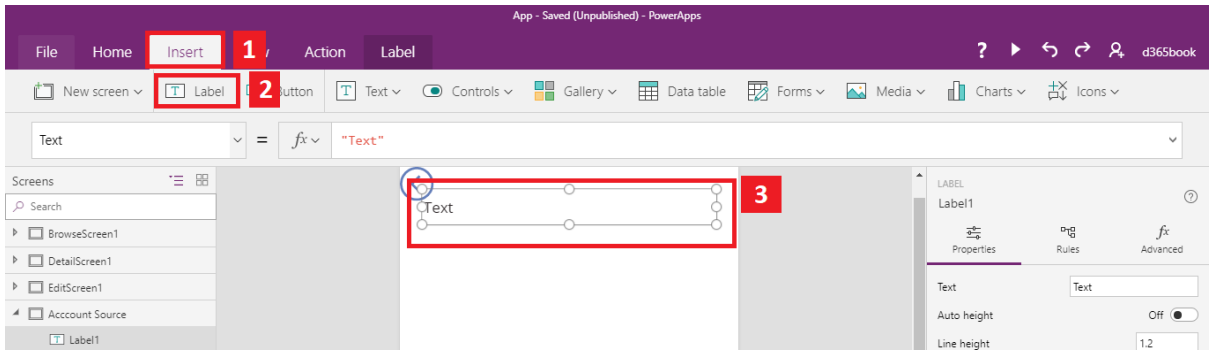 App - Saved (Unpublished) - PowerApps
File Home Insert 1 Action Label ? d365book
New screen Label 2 Text Controls Gallery Data table Forms Media Charts Icons
Text = fx "Text"
Screens
Search
BrowseScreen1
DetailScreen1
EditScreen1
Acccount Source
Label1
Text
3
LABEL
Label1
?
Properties Rules fx Advanced
Text Text
Auto height Off
Line height 1.2